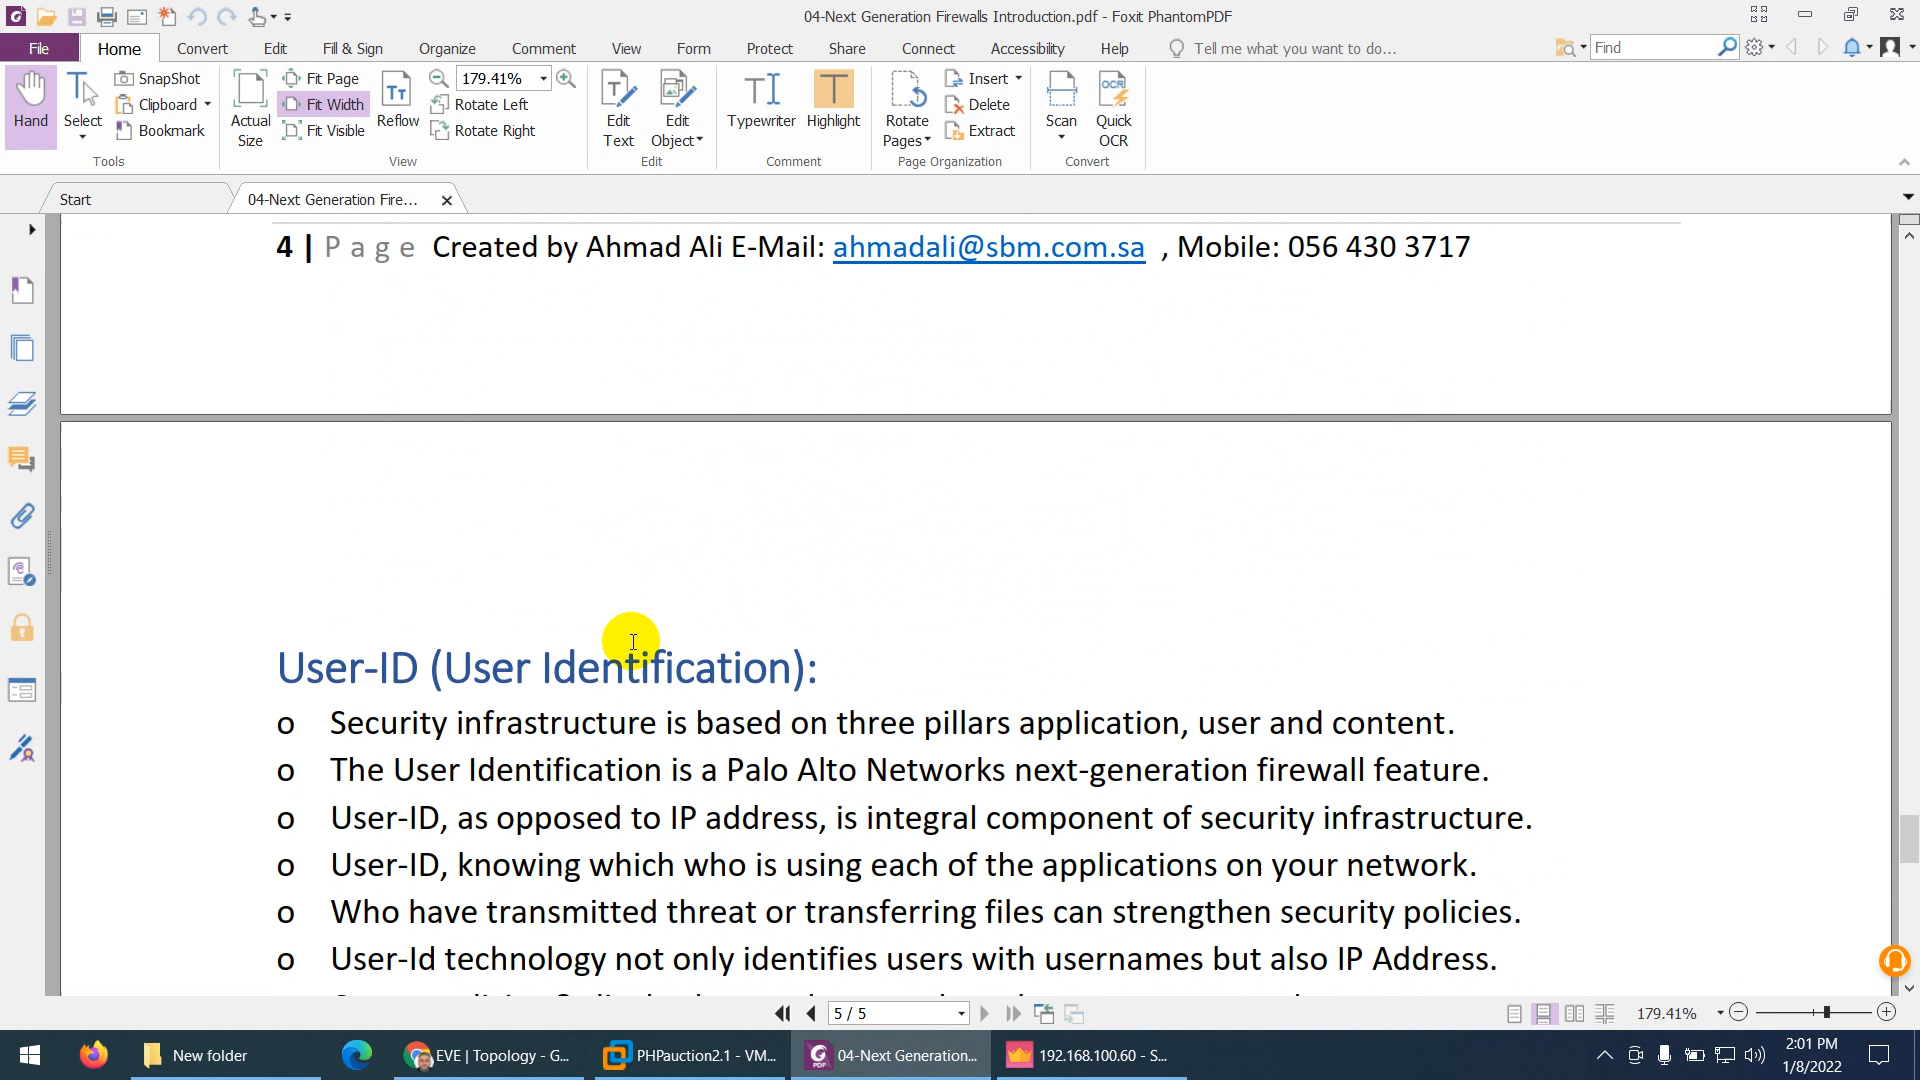 04-Next Generation Firewalls Introduction.pdf - Foxit PhantomPDF
File Home Convert Edit Fill & Sign Organize Comment View Form Protect Share Connect Accessibility Help Tell me what you want to do... Find
Hand
Select
SnapShot
Clipboard
Bookmark
Tools
Actual
Size
Fit Page
Fit Width
Fit Visible
Reflow
179.41%
Rotate Left
Rotate Right
View
Edit
Text
Edit
Object
Edit
Typewriter
Highlight
Comment
Rotate
Pages
Insert
Delete
Extract
Page Organization
Scan
Quick
OCR
Convert
Start
04-Next Generation Fire...
4 | P a g e Created by Ahmad Ali E-Mail: ahmadali@sbm.com.sa , Mobile: 056 430 3717
User-ID (User Identification):
o Security infrastructure is based on three pillars application, user and content.
o The User Identification is a Palo Alto Networks next-generation firewall feature.
o User-ID, as opposed to IP address, is integral component of security infrastructure.
o User-ID, knowing which who is using each of the applications on your network.
o Who have transmitted threat or transferring files can strengthen security policies.
o User-Id technology not only identifies users with usernames but also IP Address.
5 / 5
179.41%
New folder
EVE | Topology - G...
PHPauction2.1 - VM...
04-Next Generation...
192.168.100.60 - S...
2:01 PM
1/8/2022